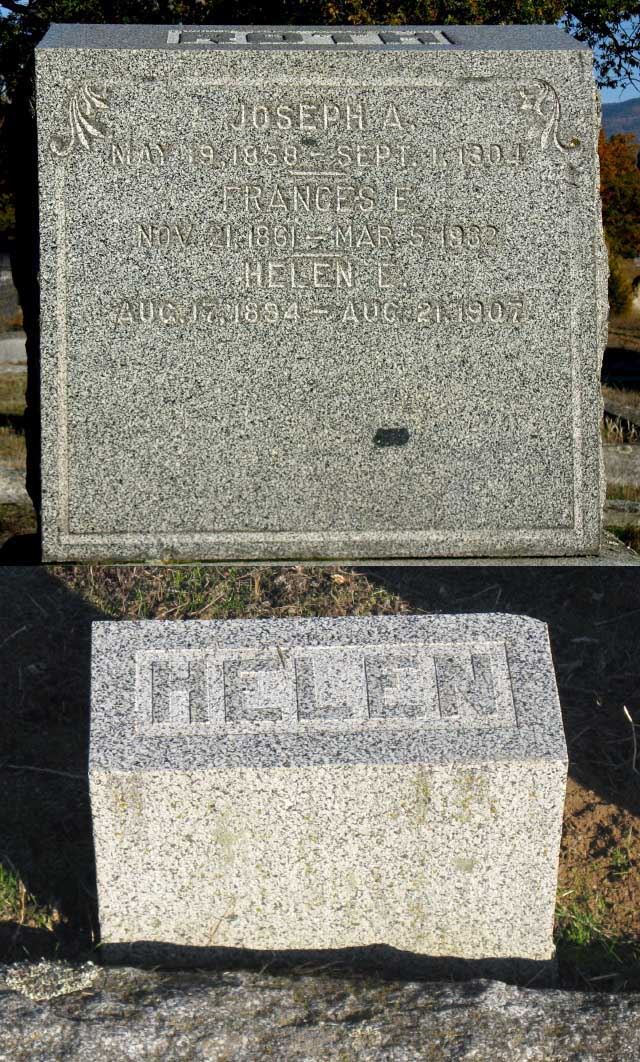 ROTH
JOSEPH A.
MAY 19, 1858 – SEPT. 1, 1904
FRANCES E.
NOV. 21, 1861 – MAR. 5, 1932
HELEN E.
AUG. 17, 1894 – AUG. 21, 1907
HELEN